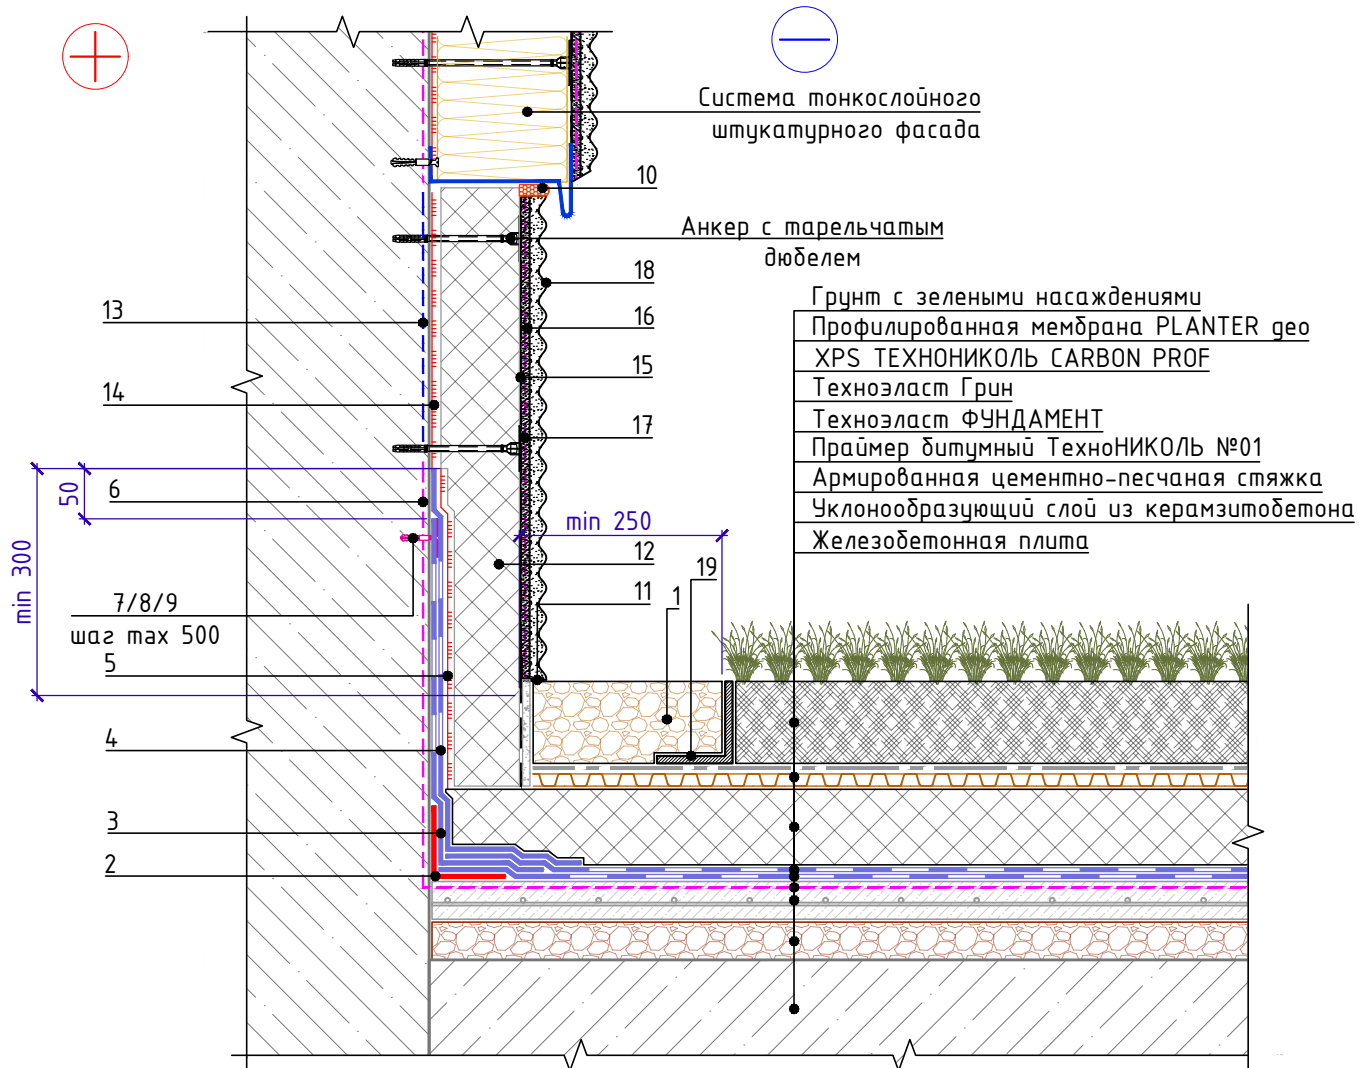 Система тонкослойного
штукатурного фасада
10
Анкер с тарельчатым
дюбелем
18
Грунт с зелеными насаждениями
13
16
Профилированная мембрана PLANTER geo
15
XPS ТЕХНОНИКОЛЬ CARBON PROF
14
Техноэласт Грин
17
Техноэласт ФУНДАМЕНТ
Праймер битумный ТехноНИКОЛЬ №01
50
6
Армированная цементно-песчаная стяжка
min 250
Уклонообразующий слой из керамзитобетона
min 300
12
Железобетонная плита
19
7/8/9
шаг max 500
11
1
5
4
3
2